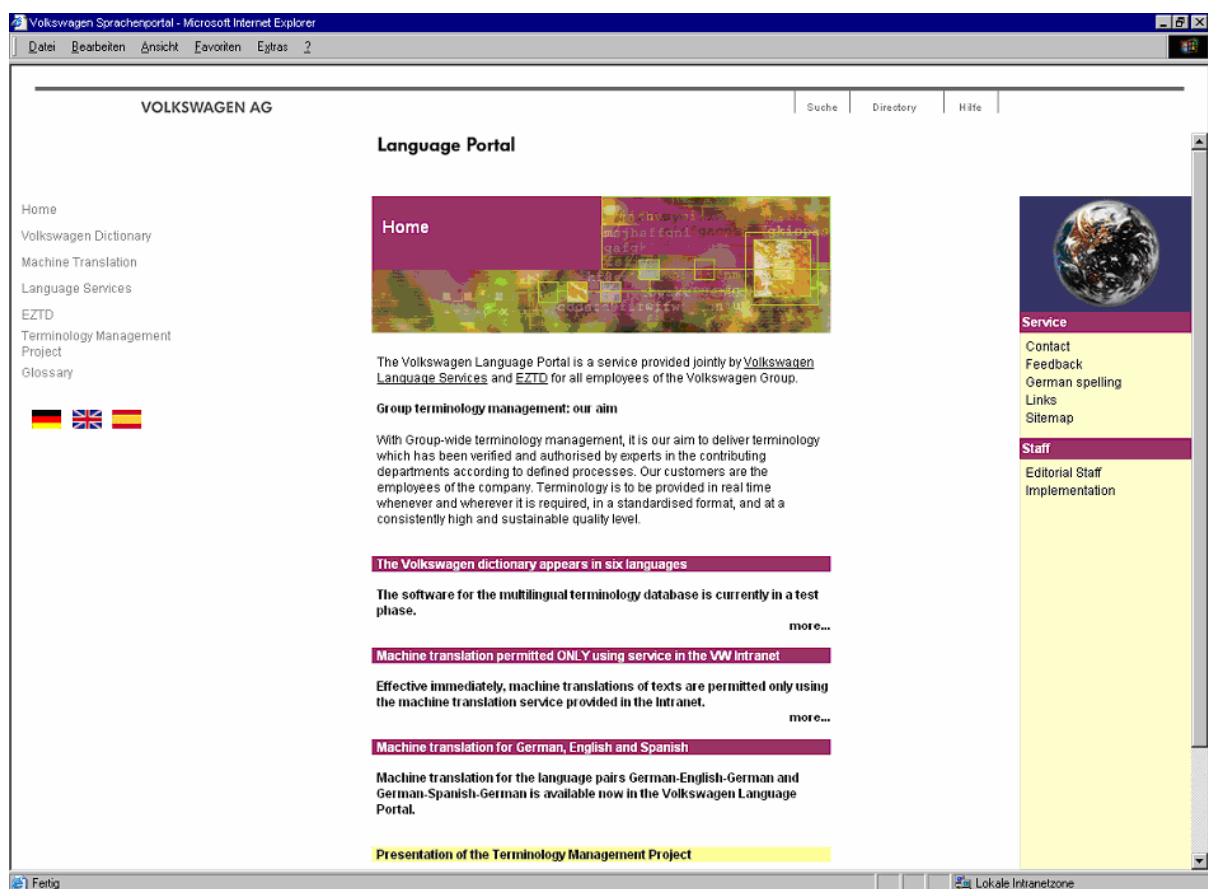 Volkswagen Sprachenportal - Microsoft Internet Explorer
Datei Bearbeiten Ansicht Favoriten Extras ?
VOLKSWAGEN AG
Suche Directory Hilfe
Language Portal
Home
Volkswagen Dictionary
Machine Translation
Language Services
EZTD
Terminology Management
Project
Glossary
Home
The Volkswagen Language Portal is a service provided jointly by Volkswagen
Language Services and EZTD for all employees of the Volkswagen Group.
Group terminology management: our aim
With Group-wide terminology management, it is our aim to deliver terminology
which has been verified and authorised by experts in the contributing
departments according to defined processes. Our customers are the
employees of the company. Terminology is to be provided in real time
whenever and wherever it is required, in a standardised format, and at a
consistently high and sustainable quality level.
The Volkswagen dictionary appears in six languages
The software for the multilingual terminology database is currently in a test
phase.
more...
Machine translation permitted ONLY using service in the VW Intranet
Effective immediately, machine translations of texts are permitted only using
the machine translation service provided in the Intranet.
more...
Machine translation for German, English and Spanish
Machine translation for the language pairs German-English-German and
German-Spanish-German is available now in the Volkswagen Language
Portal.
Presentation of the Terminology Management Project
Service
Contact
Feedback
German spelling
Links
Sitemap
Staff
Editorial Staff
Implementation
Fertig
Lokale Intranetzone